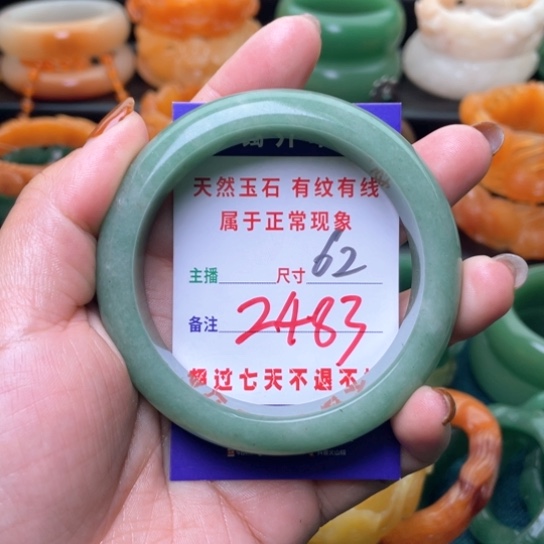 天然玉石 有纹有线
属于正常现象
主播 尺寸 62
备注 2483
超过七天不退不